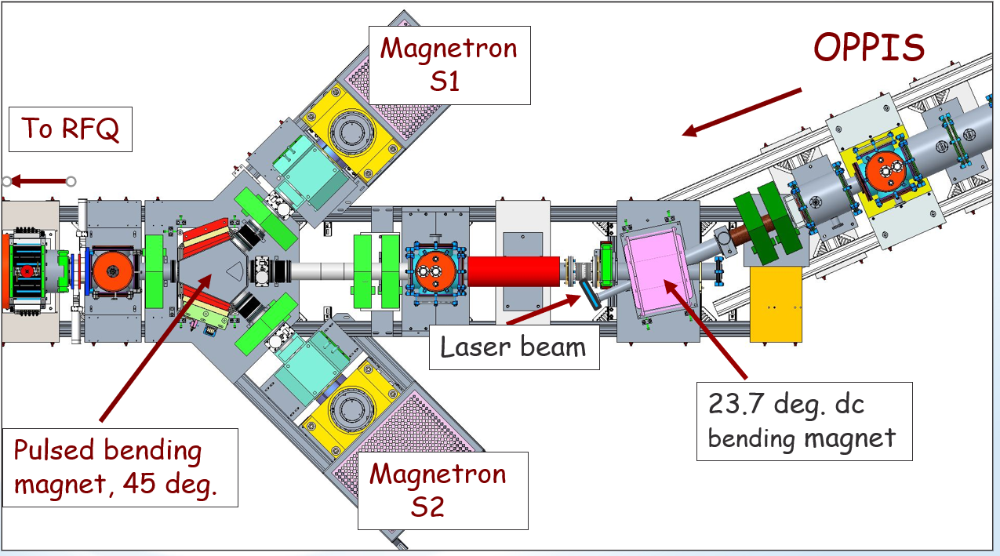 Magnetron
S1
OPPIS
To RFQ
Laser beam
23.7 deg. dc
bending magnet
Pulsed bending
magnet, 45 deg.
Magnetron
S2